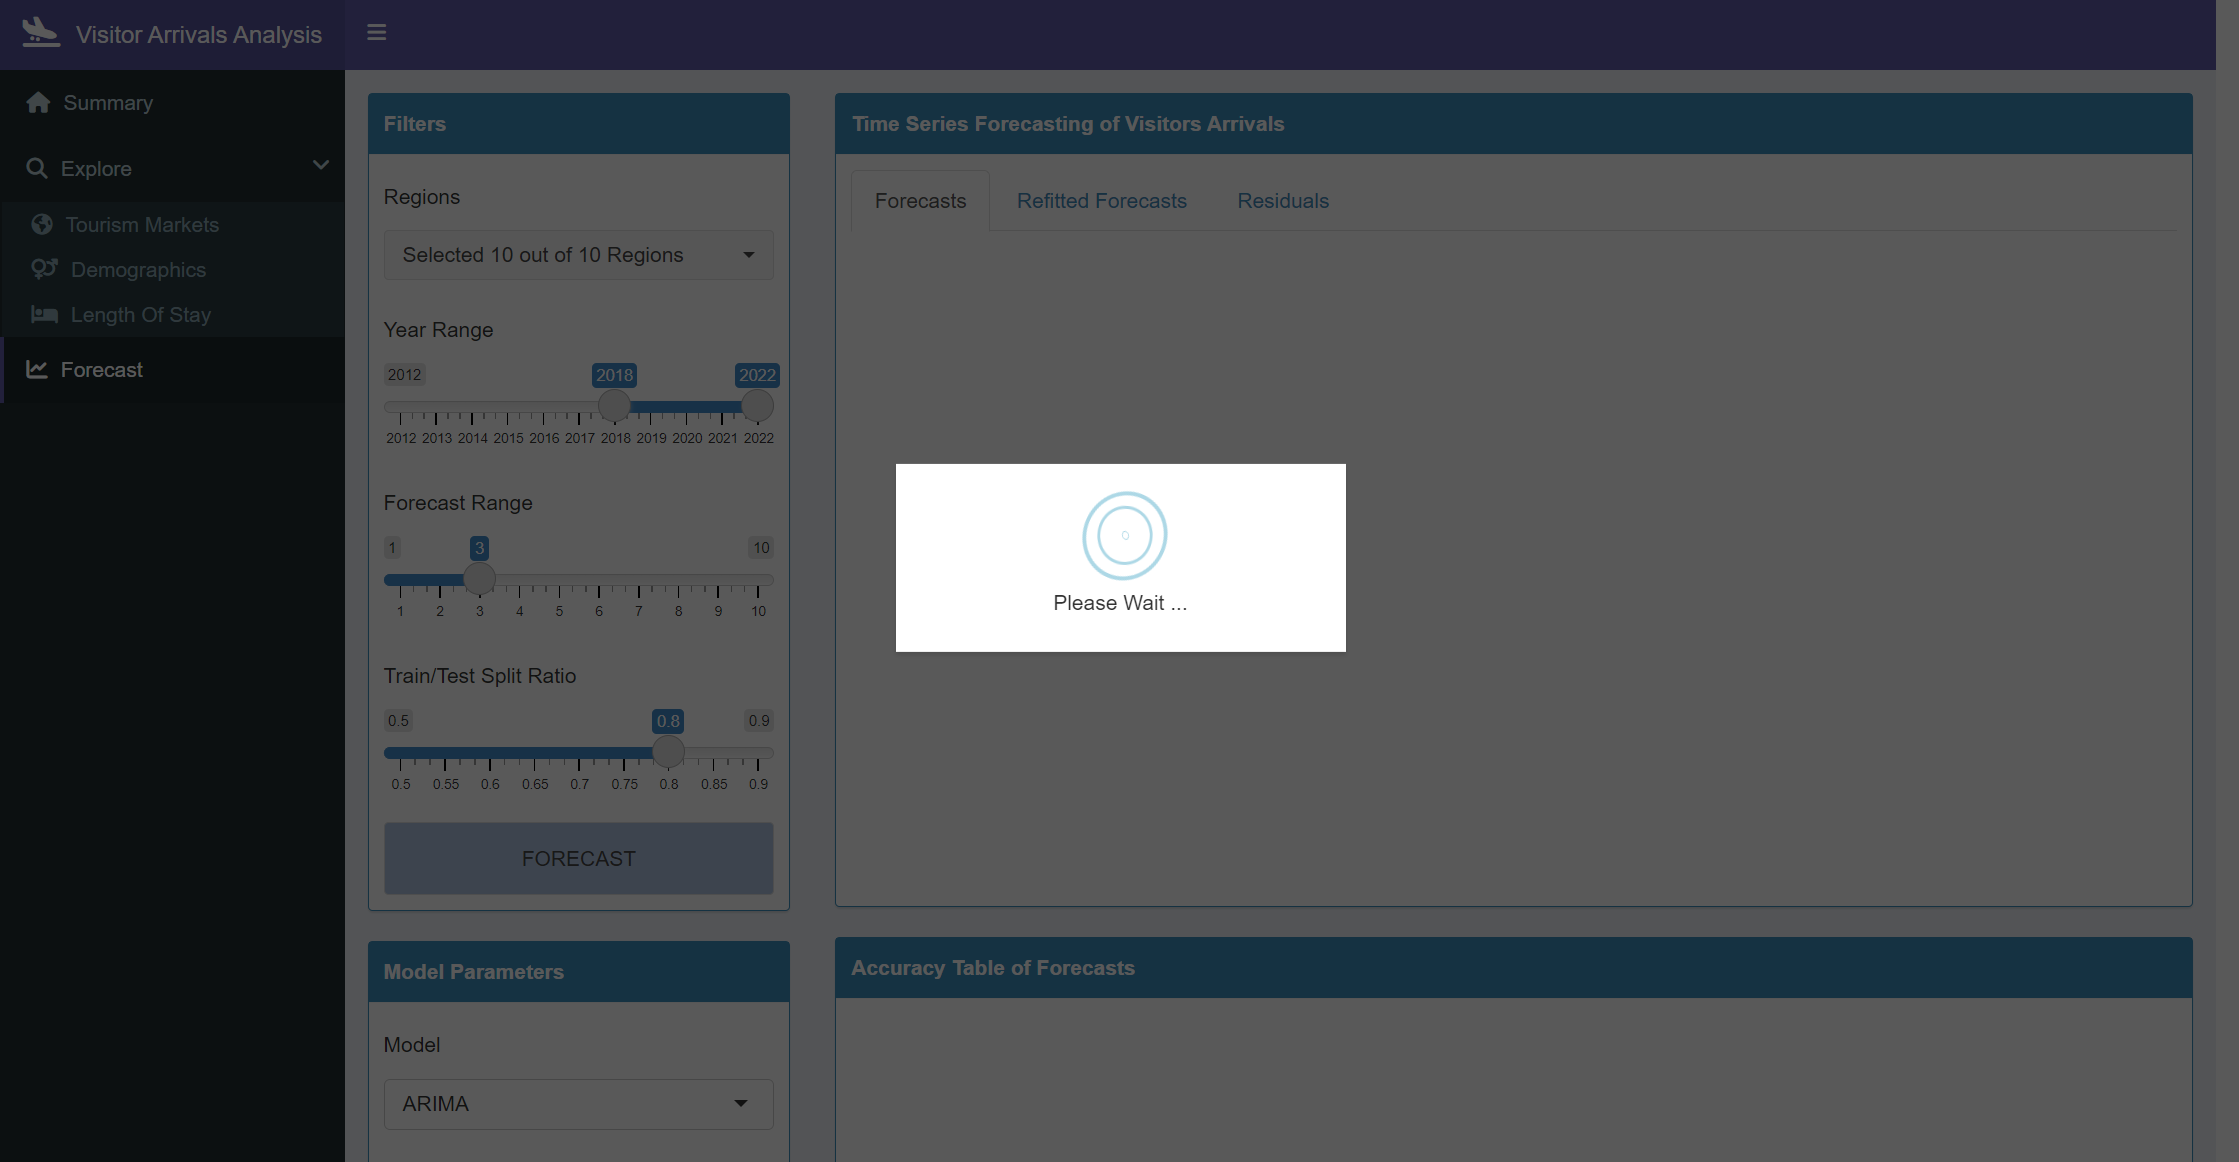 Visitor Arrivals Analysis
Summary
Explore
Tourism Markets
Demographics
Length Of Stay
Forecast
Filters
Regions
Selected 10 out of 10 Regions
Year Range
2012 2018 2022
2012 2013 2014 2015 2016 2017 2018 2019 2020 2021 2022
Forecast Range
1 3 10
1 2 3 4 5 6 7 8 9 10
Train/Test Split Ratio
0.5 0.8 0.9
0.5 0.55 0.6 0.65 0.7 0.75 0.8 0.85 0.9
FORECAST
Model Parameters
Model
ARIMA
Time Series Forecasting of Visitors Arrivals
Forecasts Refitted Forecasts Residuals
Please Wait ...
Accuracy Table of Forecasts